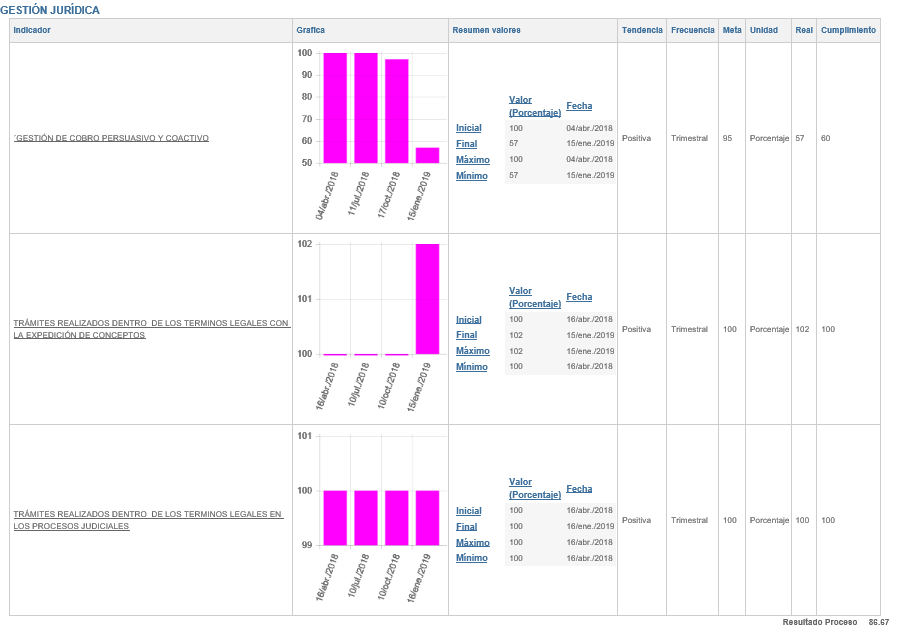 GESTIÓN JURÍDICA
Indicador Grafica Resumen valores Tendencia Frecuencia Meta Unidad Real Cumplimiento
´GESTIÓN DE COBRO PERSUASIVO Y COACTIVO
100
90
80
70
60
50
04/abr./2018 11/jul./2018 17/oct./2018 15/ene./2019
Valor (Porcentaje) Fecha
Inicial 100 04/abr./2018
Final 57 15/ene./2019
Máximo 100 04/abr./2018
Mínimo 57 15/ene./2019
Positiva Trimestral 95 Porcentaje 57 60
TRÁMITES REALIZADOS DENTRO DE LOS TERMINOS LEGALES CON
LA EXPEDICIÓN DE CONCEPTOS
102
101
100
16/abr./2018 10/jul./2018 10/oct./2018 15/ene./2019
Valor (Porcentaje) Fecha
Inicial 100 16/abr./2018
Final 102 15/ene./2019
Máximo 102 15/ene./2019
Mínimo 100 16/abr./2018
Positiva Trimestral 100 Porcentaje 102 100
TRÁMITES REALIZADOS DENTRO DE LOS TERMINOS LEGALES EN
LOS PROCESOS JUDICIALES
101
100
99
16/abr./2018 10/jul./2018 10/oct./2018 16/ene./2019
Valor (Porcentaje) Fecha
Inicial 100 16/abr./2018
Final 100 16/ene./2019
Máximo 100 16/abr./2018
Mínimo 100 16/abr./2018
Positiva Trimestral 100 Porcentaje 100 100
Resultado Proceso 86.67